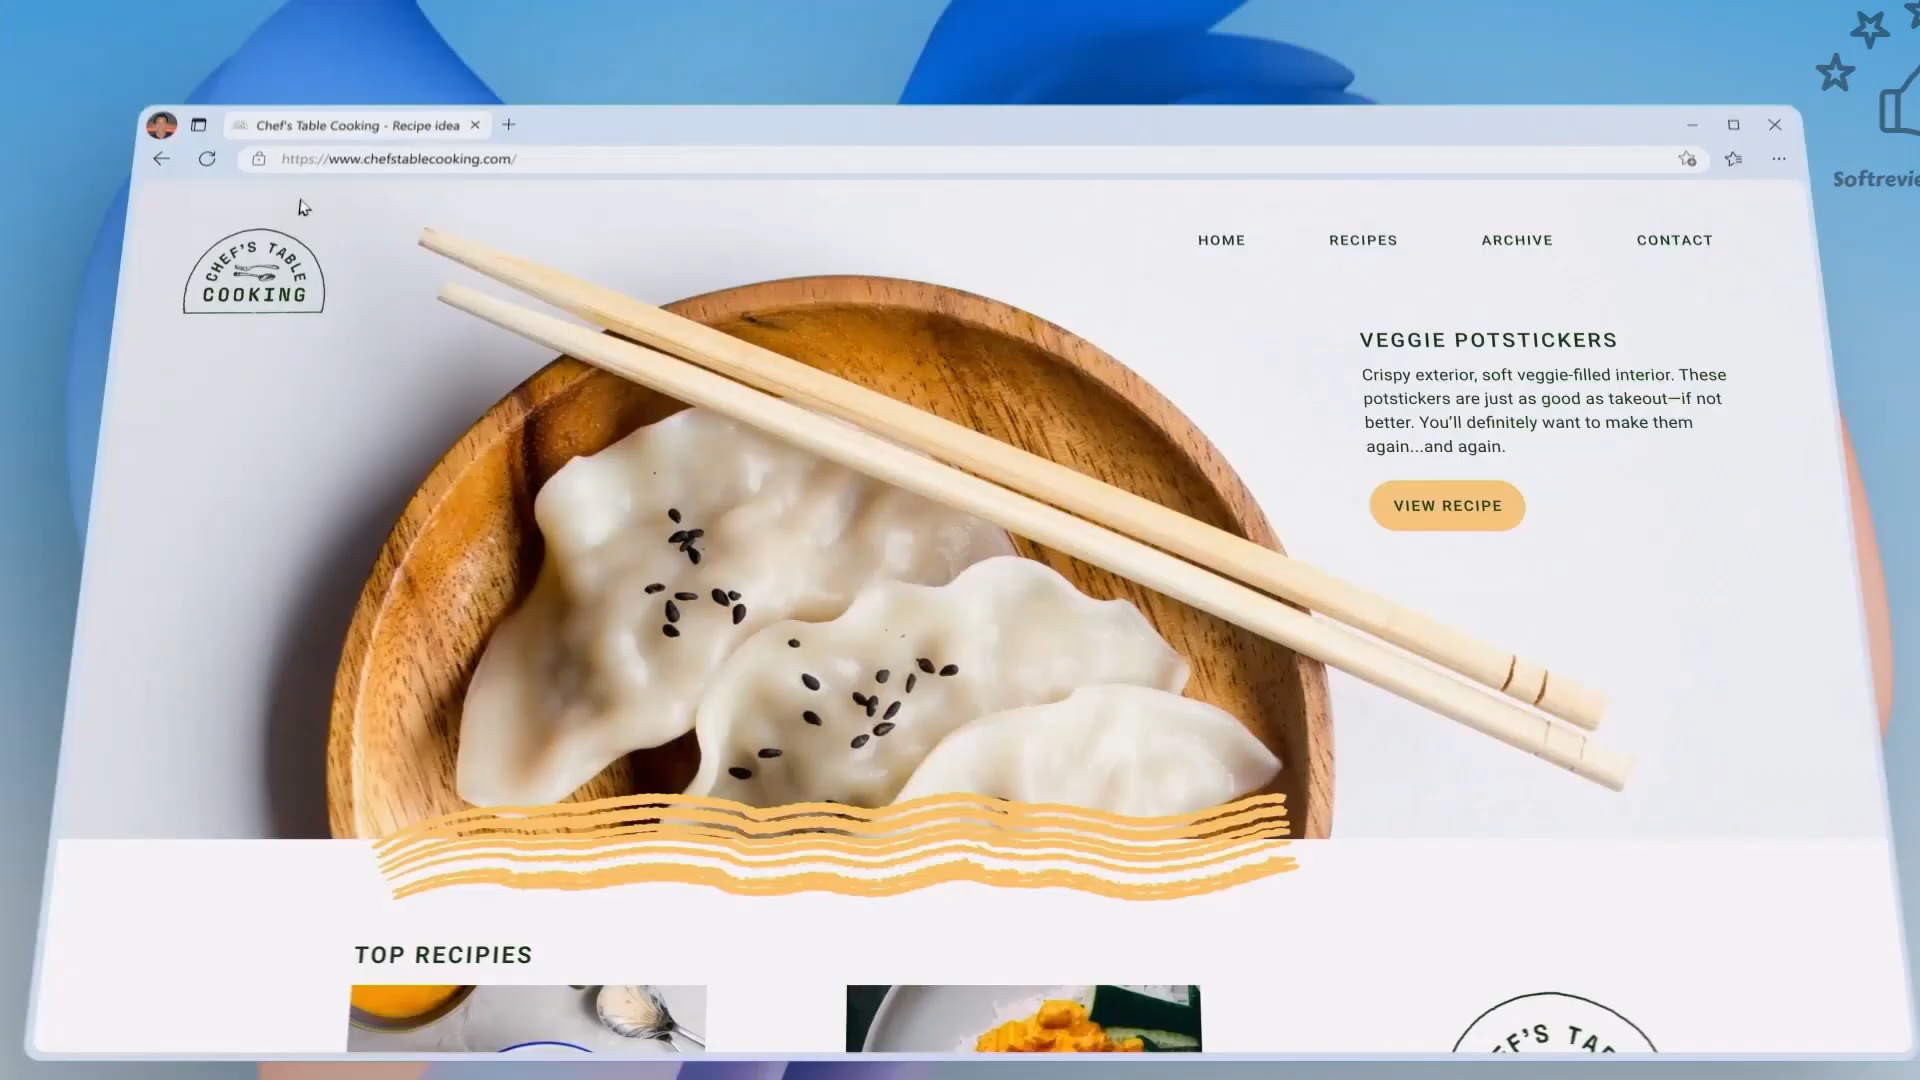 Chef's Table Cooking - Recipe idea
https://www.chefstablecooking.com/
Softrevie
CHEF'S TABLE
COOKING
HOME RECIPES ARCHIVE CONTACT
VEGGIE POTSTICKERS
Crispy exterior, soft veggie-filled interior. These
potstickers are just as good as takeout—if not
better. You'll definitely want to make them
again...and again.
VIEW RECIPE
TOP RECIPIES
EF'S TAB